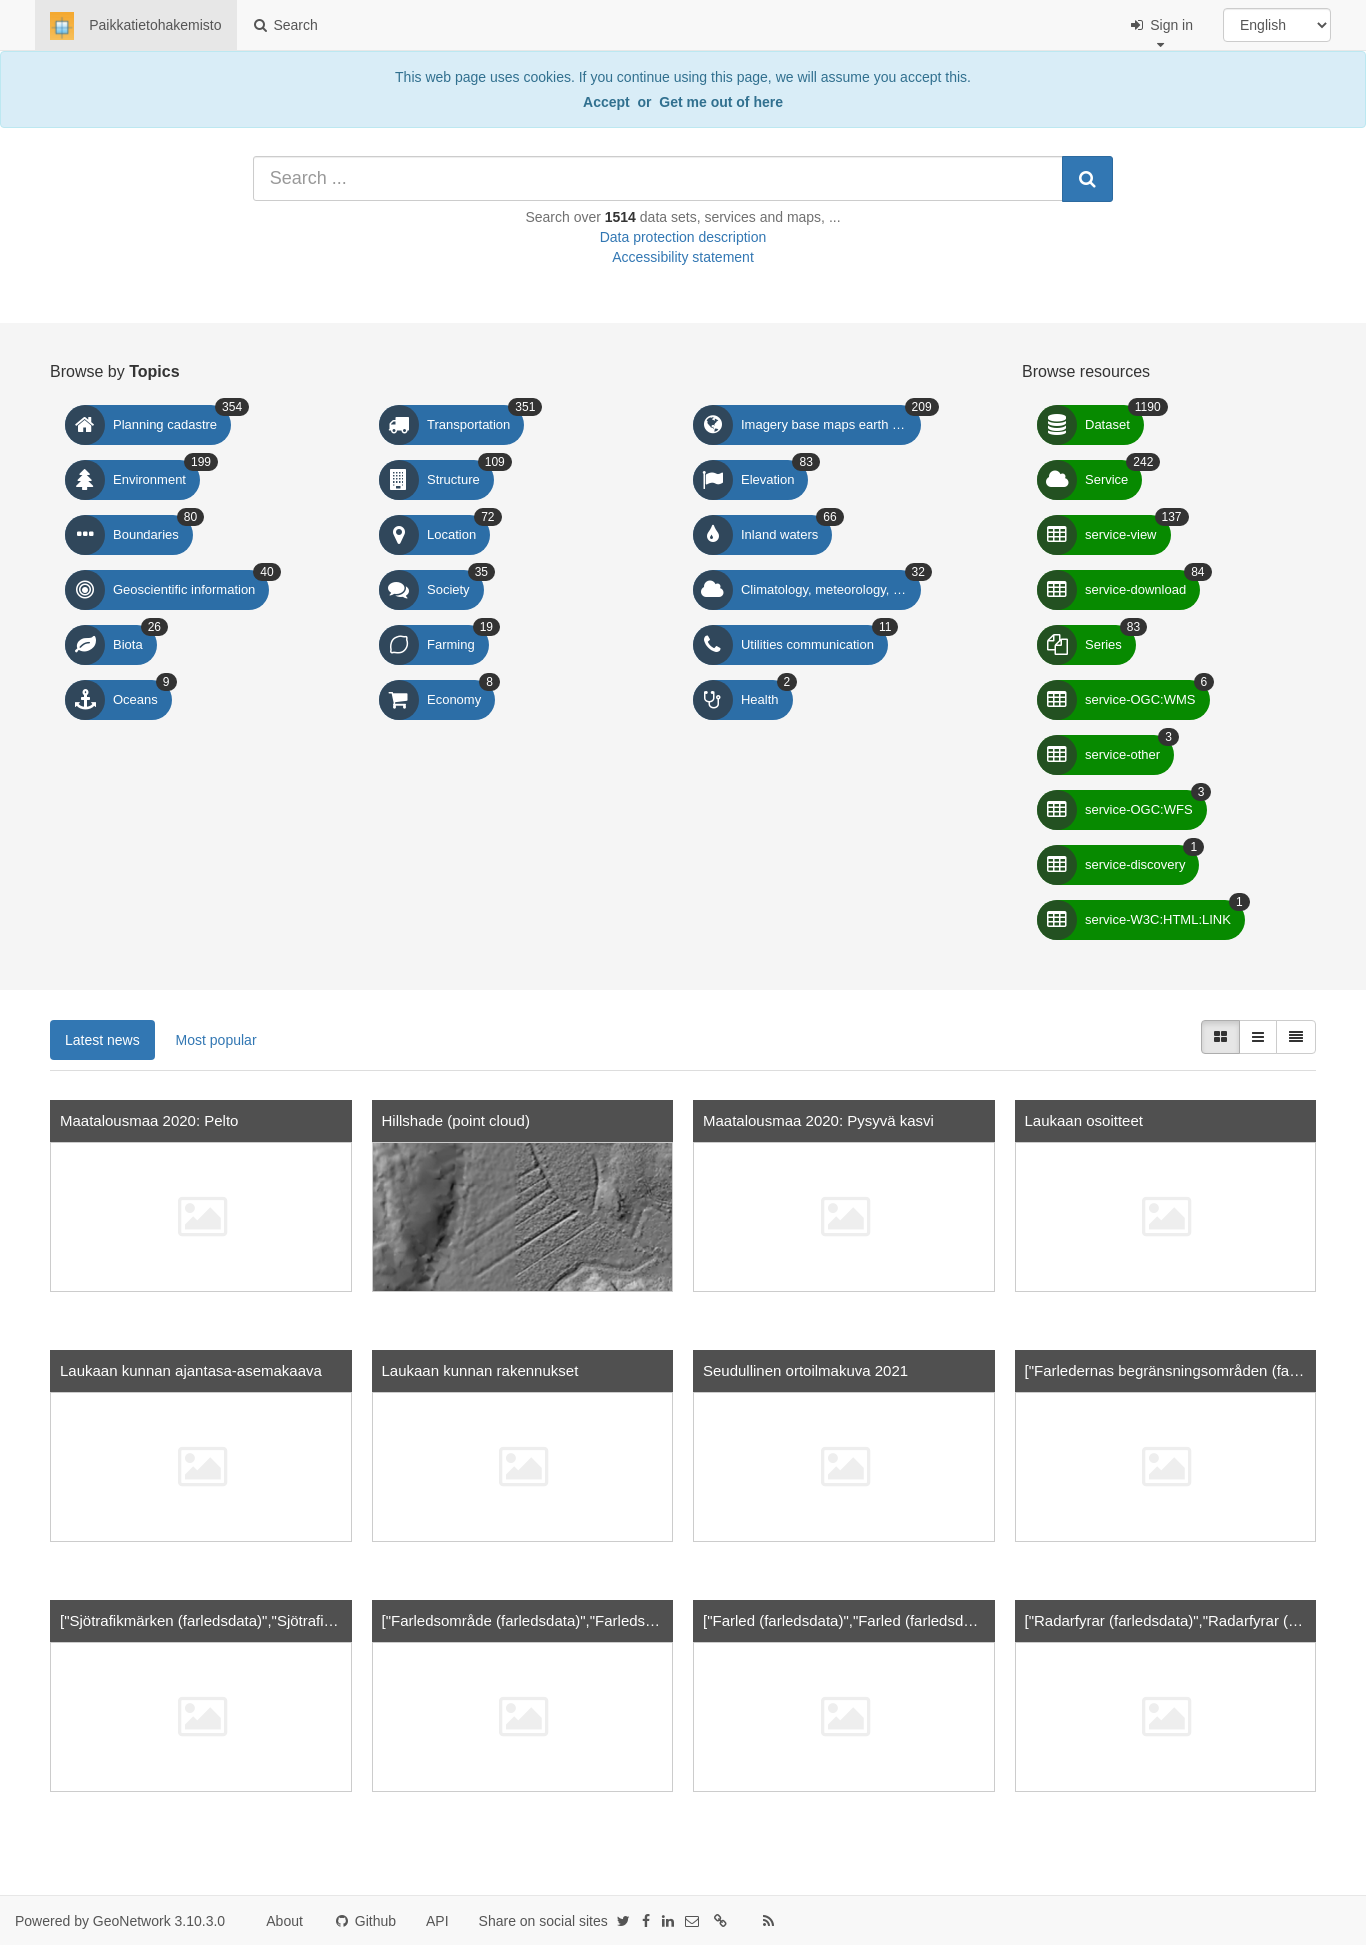 Paikkatietohakemisto
Search
Sign in
English
This web page uses cookies. If you continue using this page, we will assume you accept this.
Accept or Get me out of here
Search ...
Search over 1514 data sets, services and maps, ...
Data protection description
Accessibility statement
Browse by Topics
Planning cadastre 354
Transportation 351
Imagery base maps earth … 209
Environment 199
Structure 109
Elevation 83
Boundaries 80
Location 72
Inland waters 66
Geoscientific information 40
Society 35
Climatology, meteorology, … 32
Biota 26
Farming 19
Utilities communication 11
Oceans 9
Economy 8
Health 2
Browse resources
Dataset 1190
Service 242
service-view 137
service-download 84
Series 83
service-OGC:WMS 6
service-other 3
service-OGC:WFS 3
service-discovery 1
service-W3C:HTML:LINK 1
Latest news
Most popular
Maatalousmaa 2020: Pelto
Hillshade (point cloud)
Maatalousmaa 2020: Pysyvä kasvi
Laukaan osoitteet
Laukaan kunnan ajantasa-asemakaava
Laukaan kunnan rakennukset
Seudullinen ortoilmakuva 2021
["Farledernas begränsningsområden (fa…
["Sjötrafikmärken (farledsdata)","Sjötrafi…
["Farledsområde (farledsdata)","Farleds…
["Farled (farledsdata)","Farled (farledsd…
["Radarfyrar (farledsdata)","Radarfyrar (…
Powered by GeoNetwork 3.10.3.0
About
Github
API
Share on social sites